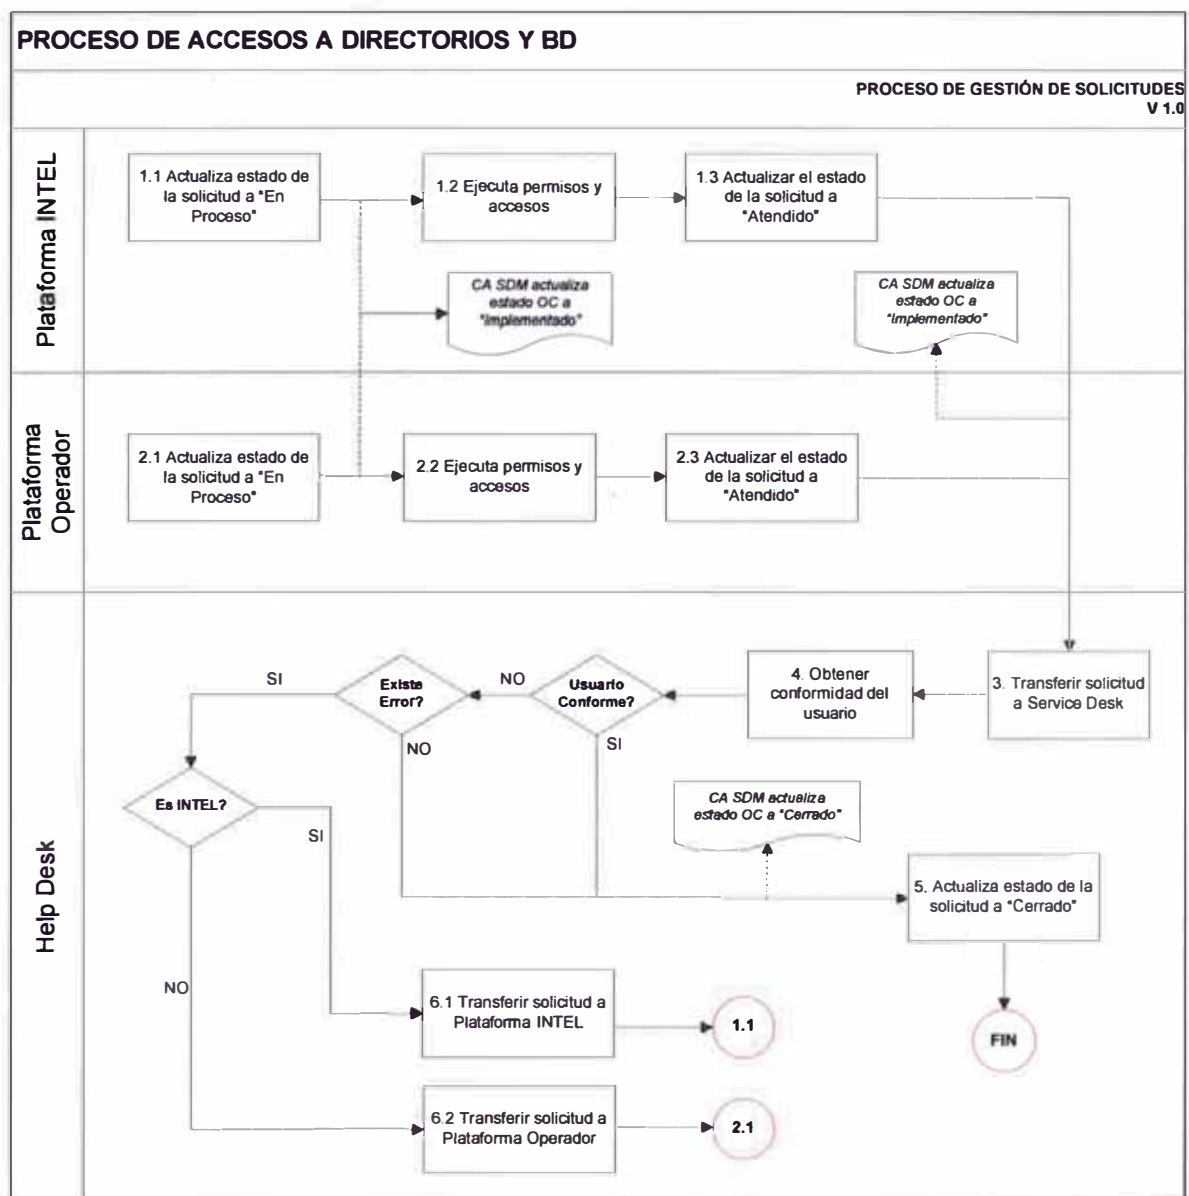 PROCESO DE ACCESOS A DIRECTORIOS Y BD
PROCESO DE GESTIÓN DE SOLICITUDES
V 1.0
Plataforma INTEL
1.1 Actualiza estado de
la solicitud a "En
Proceso"
1.2 Ejecuta permisos y
accesos
1.3 Actualizar el estado
de la solicitud a
"Atendido"
CA SDM actualiza
estado OC a
"Implementado"
CA SDM actualiza
estado OC a
"Implementado"
Plataforma
Operador
2.1 Actualiza estado de
la solicitud a "En
Proceso"
2.2 Ejecuta permisos y
accesos
2.3 Actualizar el estado
de la solicitud a
"Atendido"
Help Desk
SI
Existe
Error?
NO
Usuario
Conforme?
4. Obtener
conformidad del
usuario
3. Transferir solicitud
a Service Desk
NO
SI
Es INTEL?
SI
CA SDM actualiza
estado OC a "Cerrado"
5. Actualiza estado de la
solicitud a "Cerrado"
NO
6.1 Transferir solicitud a
Plataforma INTEL
1.1
FIN
6.2 Transferir solicitud a
Plataforma Operador
2.1